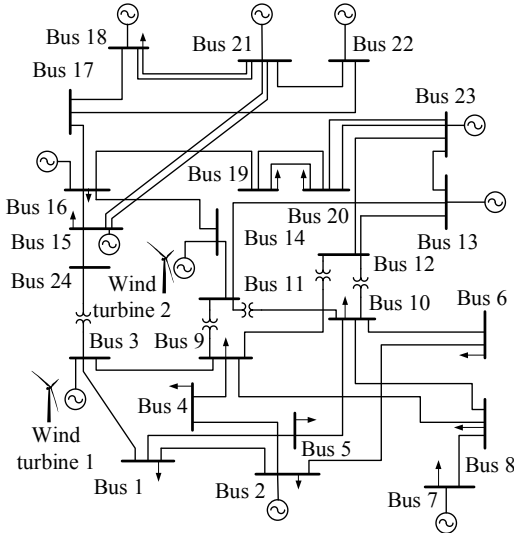 Bus 18
Bus 21
Bus 22
Bus 17
Bus 23
Bus 19
Bus 16
Bus 20
Bus 15
Bus 14
Bus 13
Bus 24
Wind
turbine 2
Bus 12
Bus 11
Bus 10
Bus 6
Bus 3
Bus 9
Bus 4
Wind
turbine 1
Bus 5
Bus 1
Bus 2
Bus 8
Bus 7